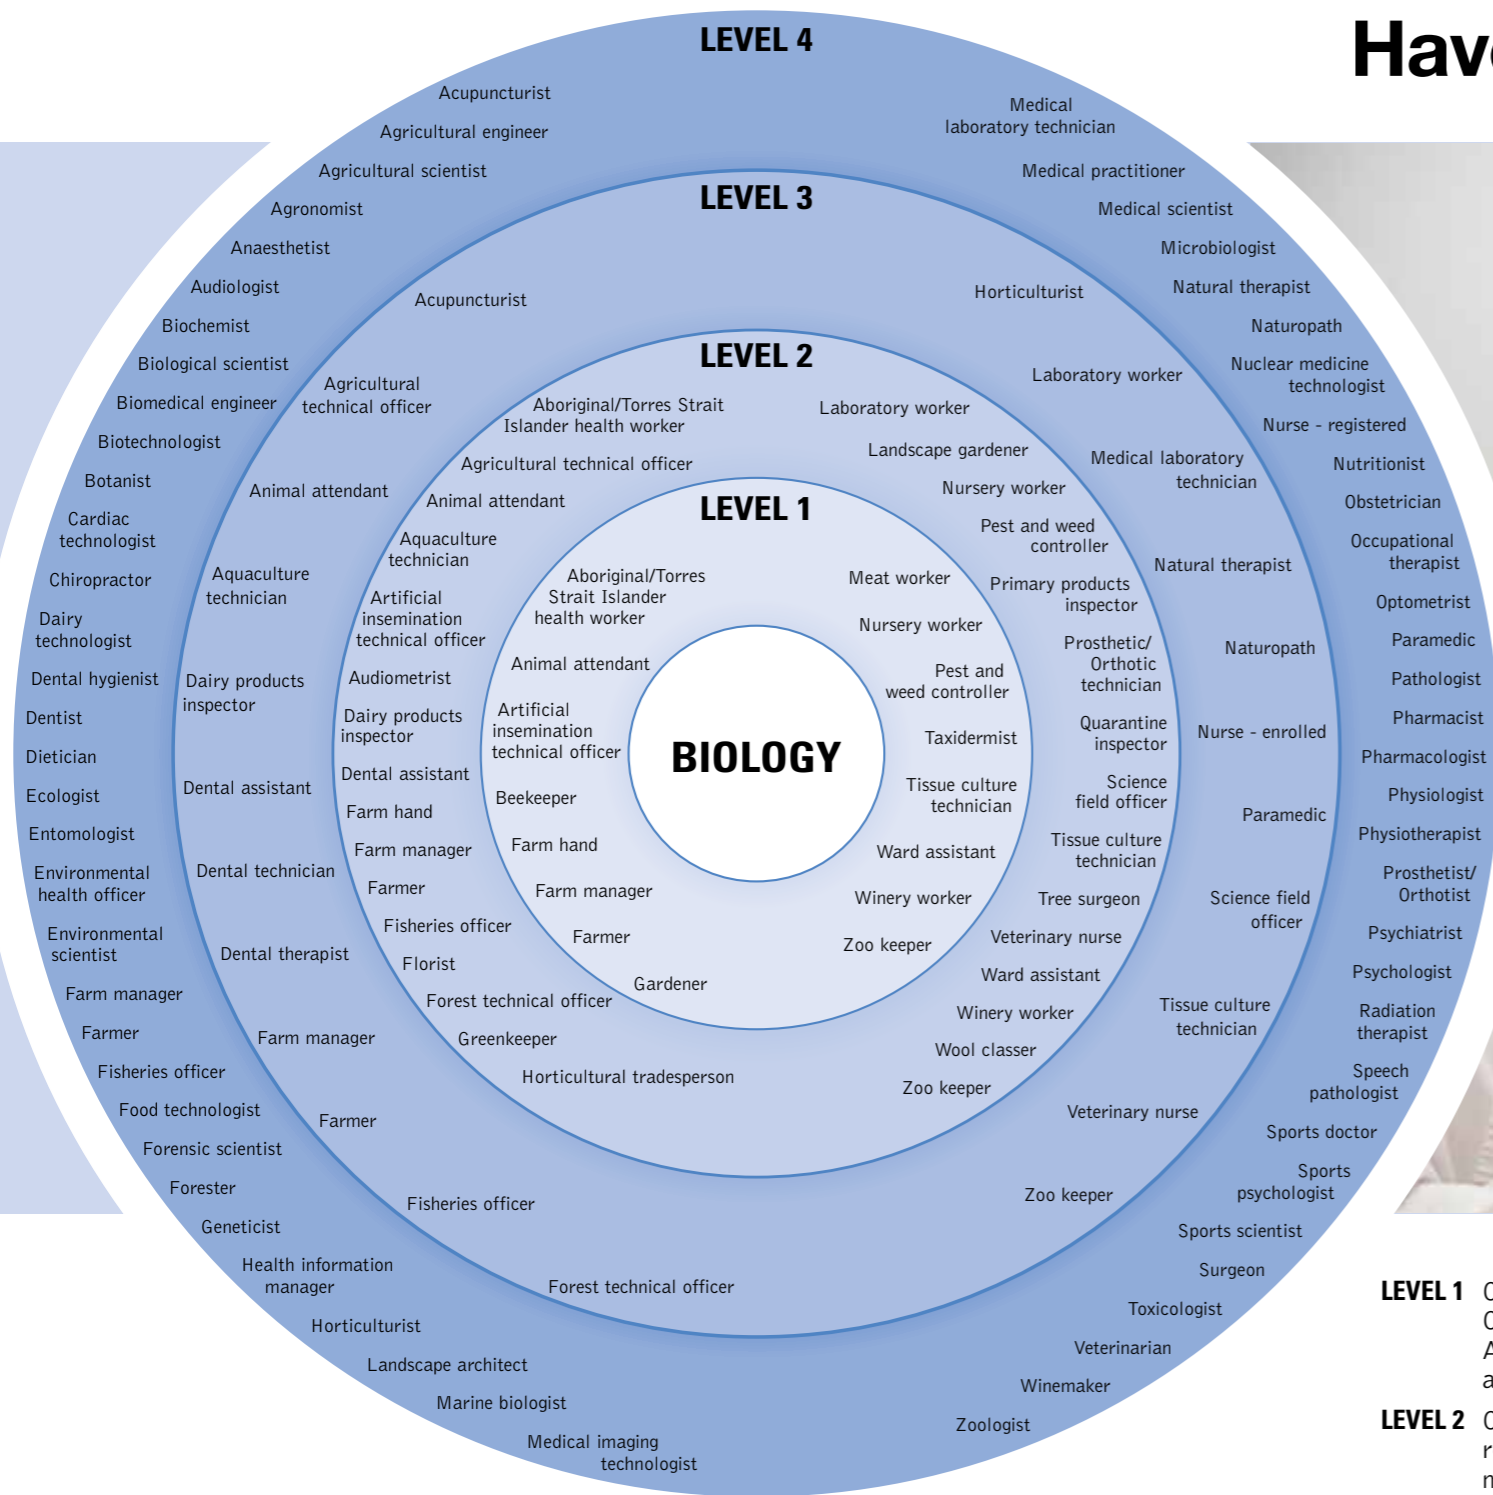 Have
LEVEL 4
Acupuncturist
Agricultural engineer
Agricultural scientist
Agronomist
Anaesthetist
Audiologist
Biochemist
Biological scientist
Biomedical engineer
Biotechnologist
Botanist
Cardiac
technologist
Chiropractor
Dairy
technologist
Dental hygienist
Dentist
Dietician
Ecologist
Entomologist
Environmental
health officer
Environmental
scientist
Farm manager
Farmer
Fisheries officer
Food technologist
Forensic scientist
Forester
Geneticist
Health information
manager
Horticulturist
Landscape architect
Marine biologist
Medical imaging
technologist
Medical
laboratory technician
Medical practitioner
Medical scientist
Microbiologist
Natural therapist
Naturopath
Nuclear medicine
technologist
Nurse - registered
Nutritionist
Obstetrician
Occupational
therapist
Optometrist
Paramedic
Pathologist
Pharmacist
Pharmacologist
Physiologist
Physiotherapist
Prosthetist/
Orthotist
Psychiatrist
Psychologist
Radiation
therapist
Speech
pathologist
Sports doctor
Sports
psychologist
Sports scientist
Surgeon
Toxicologist
Veterinarian
Winemaker
Zoologist
LEVEL 3
Acupuncturist
Agricultural
technical officer
Animal attendant
Aquaculture
technician
Dairy products
inspector
Dental assistant
Dental technician
Dental therapist
Farm manager
Farmer
Fisheries officer
Forest technical officer
Horticulturist
Laboratory worker
Medical laboratory
technician
Natural therapist
Naturopath
Nurse - enrolled
Paramedic
Science field
officer
Tissue culture
technician
Veterinary nurse
Zoo keeper
LEVEL 2
Aboriginal/Torres Strait
Islander health worker
Agricultural technical officer
Animal attendant
Aquaculture
technician
Artificial
insemination
technical officer
Audiometrist
Dairy products
inspector
Dental assistant
Farm hand
Farm manager
Farmer
Fisheries officer
Florist
Forest technical officer
Greenkeeper
Horticultural tradesperson
Laboratory worker
Landscape gardener
Nursery worker
Pest and weed
controller
Primary products
inspector
Prosthetic/
Orthotic
technician
Quarantine
inspector
Science
field officer
Tissue culture
technician
Tree surgeon
Veterinary nurse
Ward assistant
Winery worker
Wool classer
Zoo keeper
LEVEL 1
Aboriginal/Torres
Strait Islander
health worker
Animal attendant
Artificial
insemination
technical officer
Beekeeper
Farm hand
Farm manager
Farmer
Gardener
Meat worker
Nursery worker
Pest and
weed controller
Taxidermist
Tissue culture
technician
Ward assistant
Winery worker
Zoo keeper
BIOLOGY
LEVEL 1
LEVEL 2